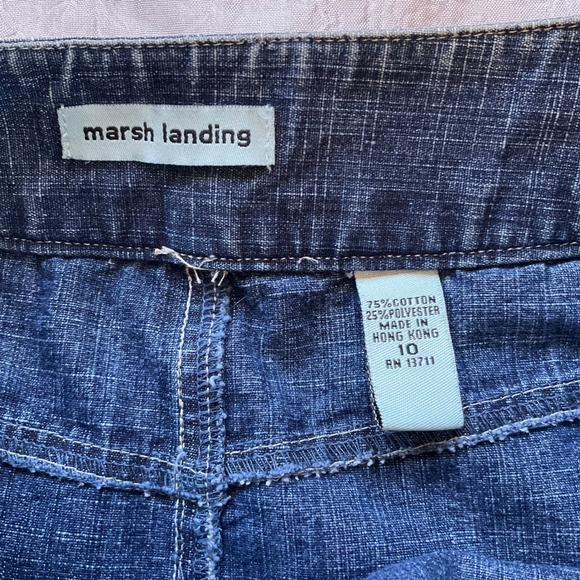 marsh landing
75%COTTON
25%POLYESTER
MADE IN
HONG KONG
10
RN 13711